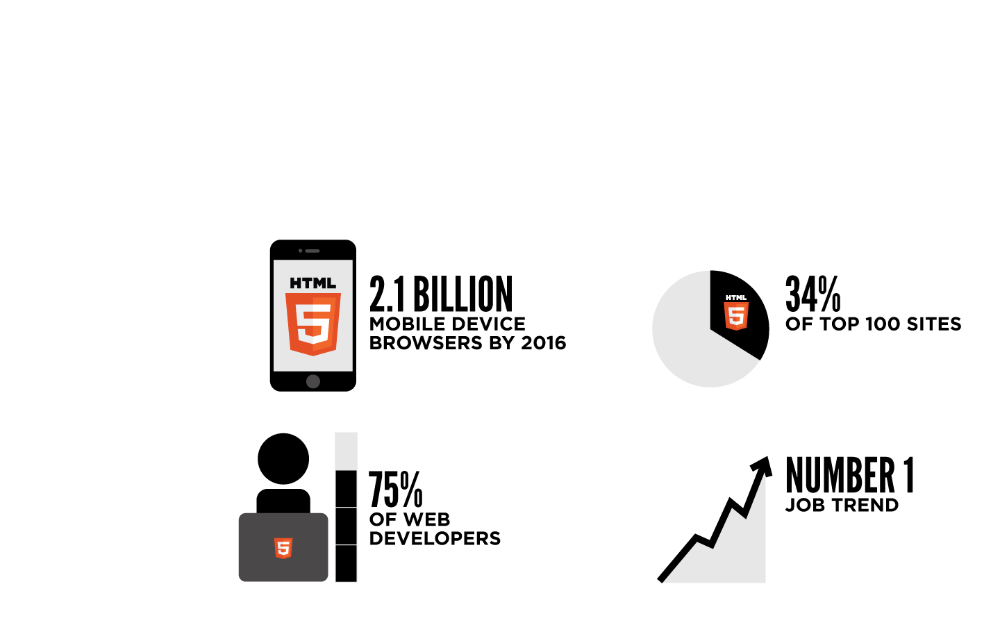 HTML
5
2.1 BILLION
MOBILE DEVICE
BROWSERS BY 2016
HTML
5
34%
OF TOP 100 SITES
5
75%
OF WEB
DEVELOPERS
NUMBER 1
JOB TREND